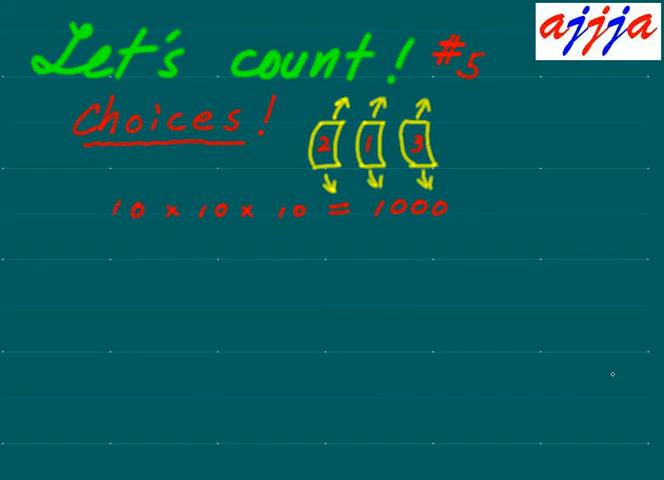 ajjja
Let's count! #5
Choices!
2 1 3
10 x 10 x 10 = 1000